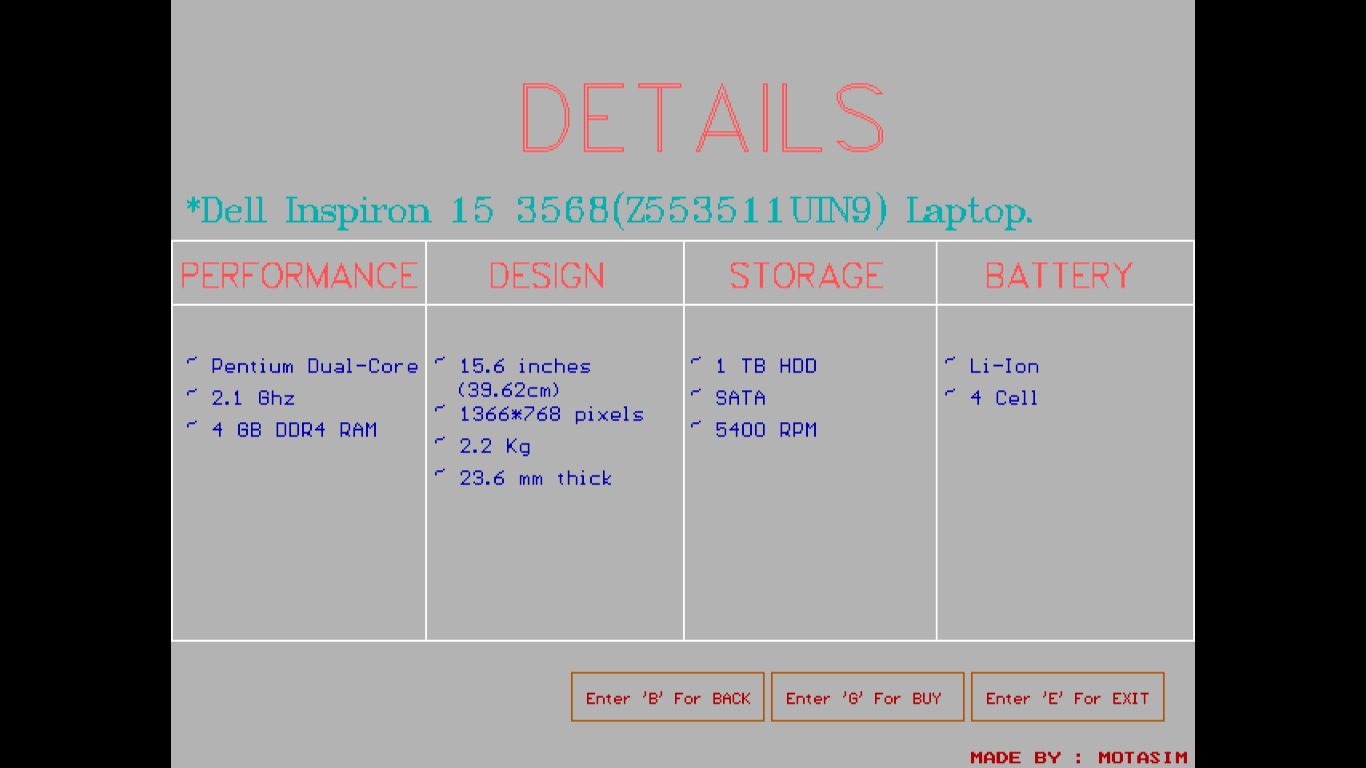 DETAILS
*Dell Inspiron 15 3568(Z553511UIN9) Laptop.
PERFORMANCE DESIGN STORAGE BATTERY
~ Pentium Dual-Core
~ 2.1 Ghz
~ 4 GB DDR4 RAM
~ 15.6 inches
(39.62cm)
~ 1366*768 pixels
~ 2.2 Kg
~ 23.6 mm thick
~ 1 TB HDD
~ SATA
~ 5400 RPM
~ Li-Ion
~ 4 Cell
Enter 'B' For BACK
Enter 'G' For BUY
Enter 'E' For EXIT
MADE BY : MOTASIM